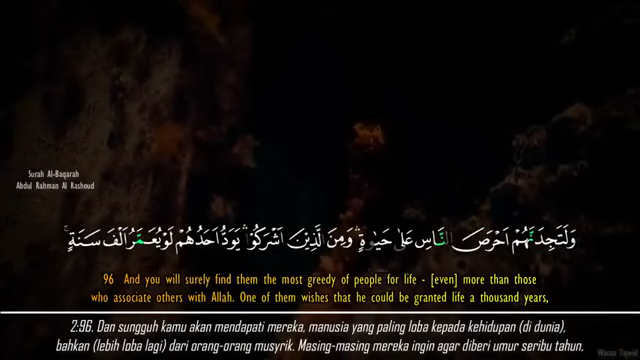 Surah Al-Baqarah
Abdul Rahman Al Rashoud
وَلَتَجِدَنَّهُمْ اَحْرَصَ النَّاسِ عَلٰى حَيٰوةٍ ۛ وَمِنَ الَّذِيْنَ اَشْرَكُوْا ۛ يَوَدُّ اَحَدُهُمْ لَوْ يُعَمَّرُ اَلْفَ سَنَةٍ ۚ
96 And you will surely find them the most greedy of people for life - [even] more than those
who associate others with Allah. One of them wishes that he could be granted life a thousand years,
2:96. Dan sungguh kamu akan mendapati mereka, manusia yang paling loba kepada kehidupan (di dunia),
bahkan (lebih loba lagi) dari orang-orang musyrik. Masing-masing mereka ingin agar diberi umur seribu tahun,